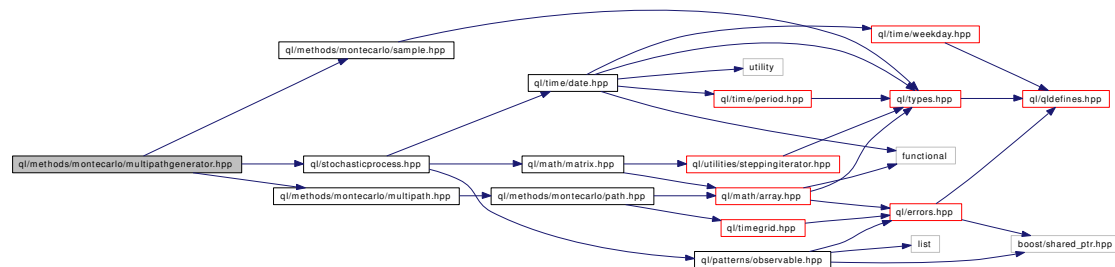 ql/time/weekday.hpp
ql/methods/montecarlo/sample.hpp
utility
ql/time/date.hpp
ql/time/period.hpp
ql/types.hpp
ql/qldefines.hpp
functional
ql/methods/montecarlo/multipathgenerator.hpp
ql/stochasticprocess.hpp
ql/math/matrix.hpp
ql/utilities/steppingiterator.hpp
ql/methods/montecarlo/multipath.hpp
ql/methods/montecarlo/path.hpp
ql/math/array.hpp
ql/errors.hpp
ql/timegrid.hpp
list
boost/shared_ptr.hpp
ql/patterns/observable.hpp